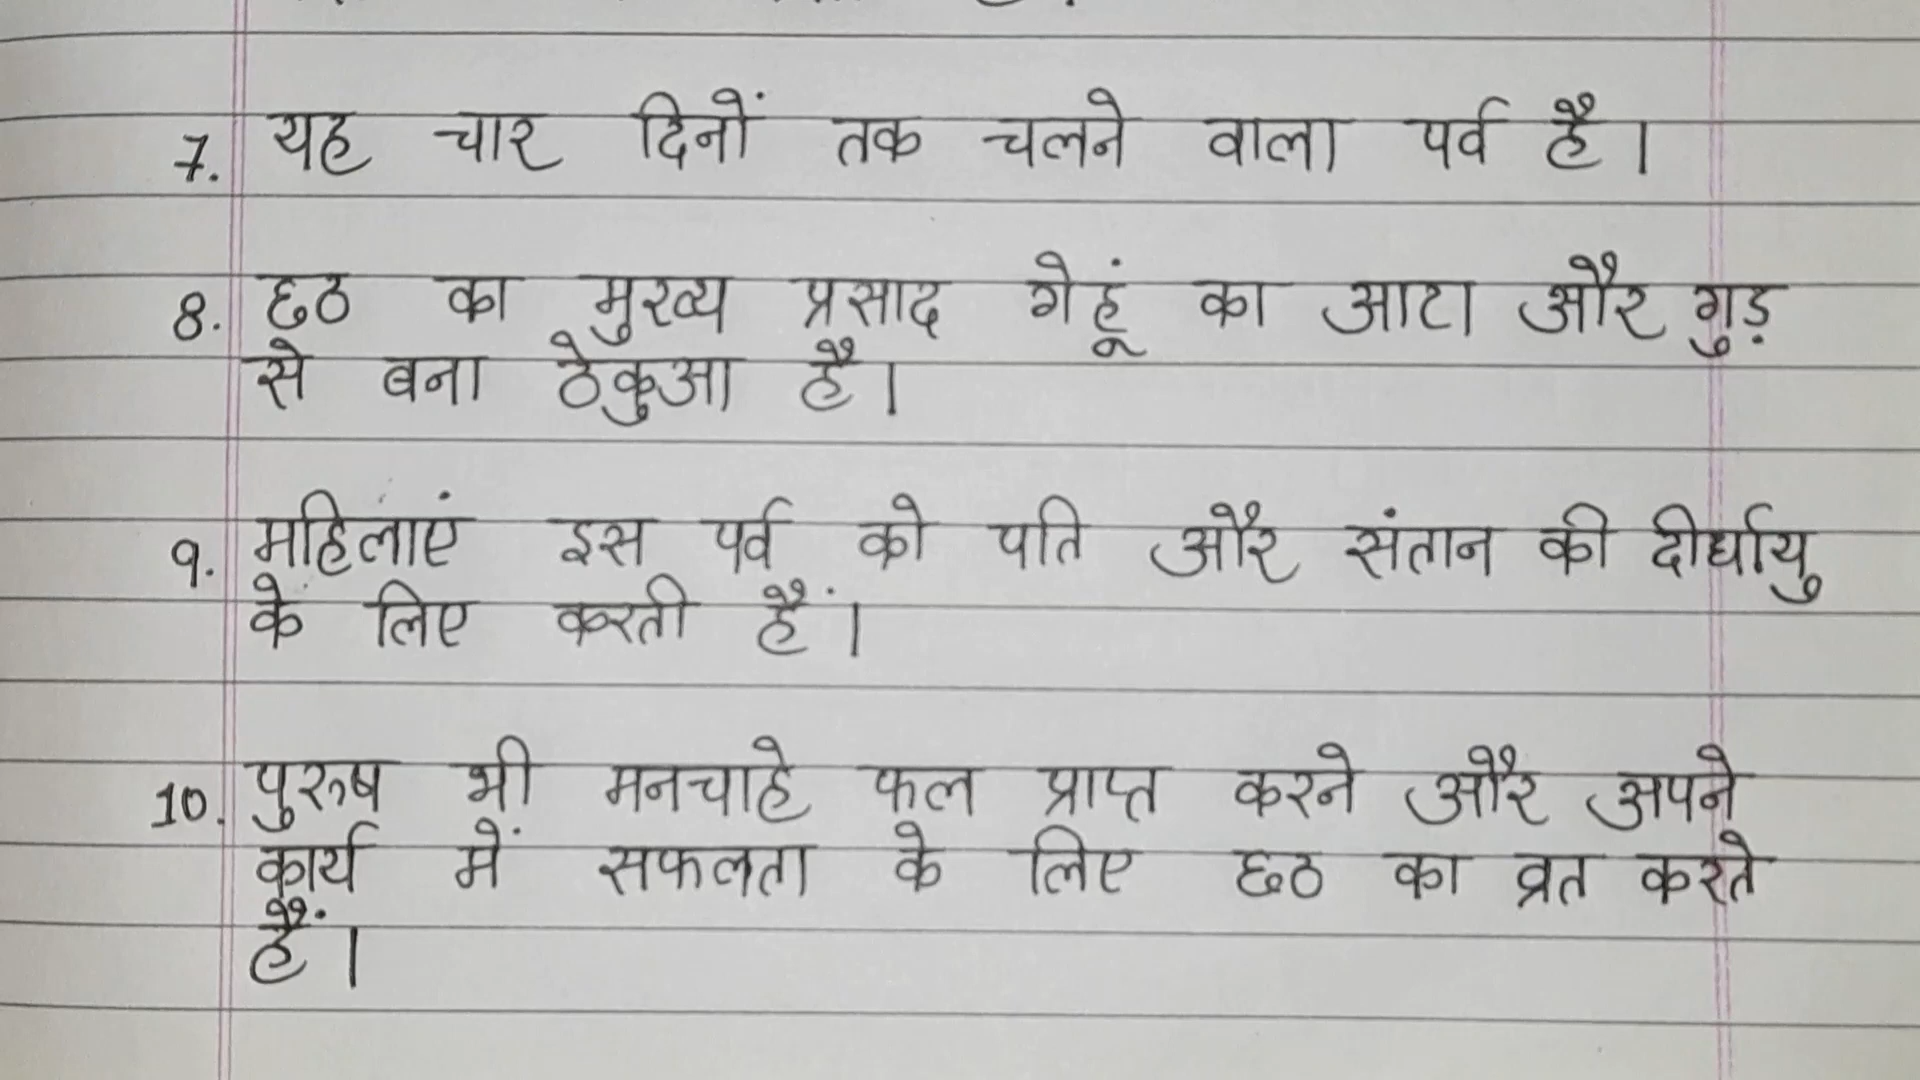 7. यह चार दिनों तक चलने वाला पर्व है।
8. छठ का मुख्य प्रसाद गेहूं का आटा और गुड़
से बना ठेकुआ है।
9. महिलाएं इस पर्व को पति और संतान की दीर्घायु
के लिए करती हैं।
10. पुरुष भी मनचाहे फल प्राप्त करने और अपने
कार्य में सफलता के लिए छठ का व्रत करते
हैं।